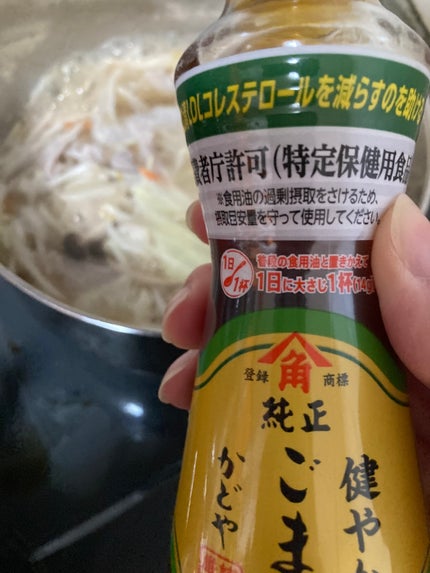 LDLコレステロールを減らすのを助け
費者庁許可(特定保健用食品
※食用油の過剰摂取をさけるため、
摂取目安量を守って使用してください。
1日
1杯
普段の食用油と置きかえて
1日に大さじ1杯(14g
登録 角 商標
純正
健やか
ごま
かどや